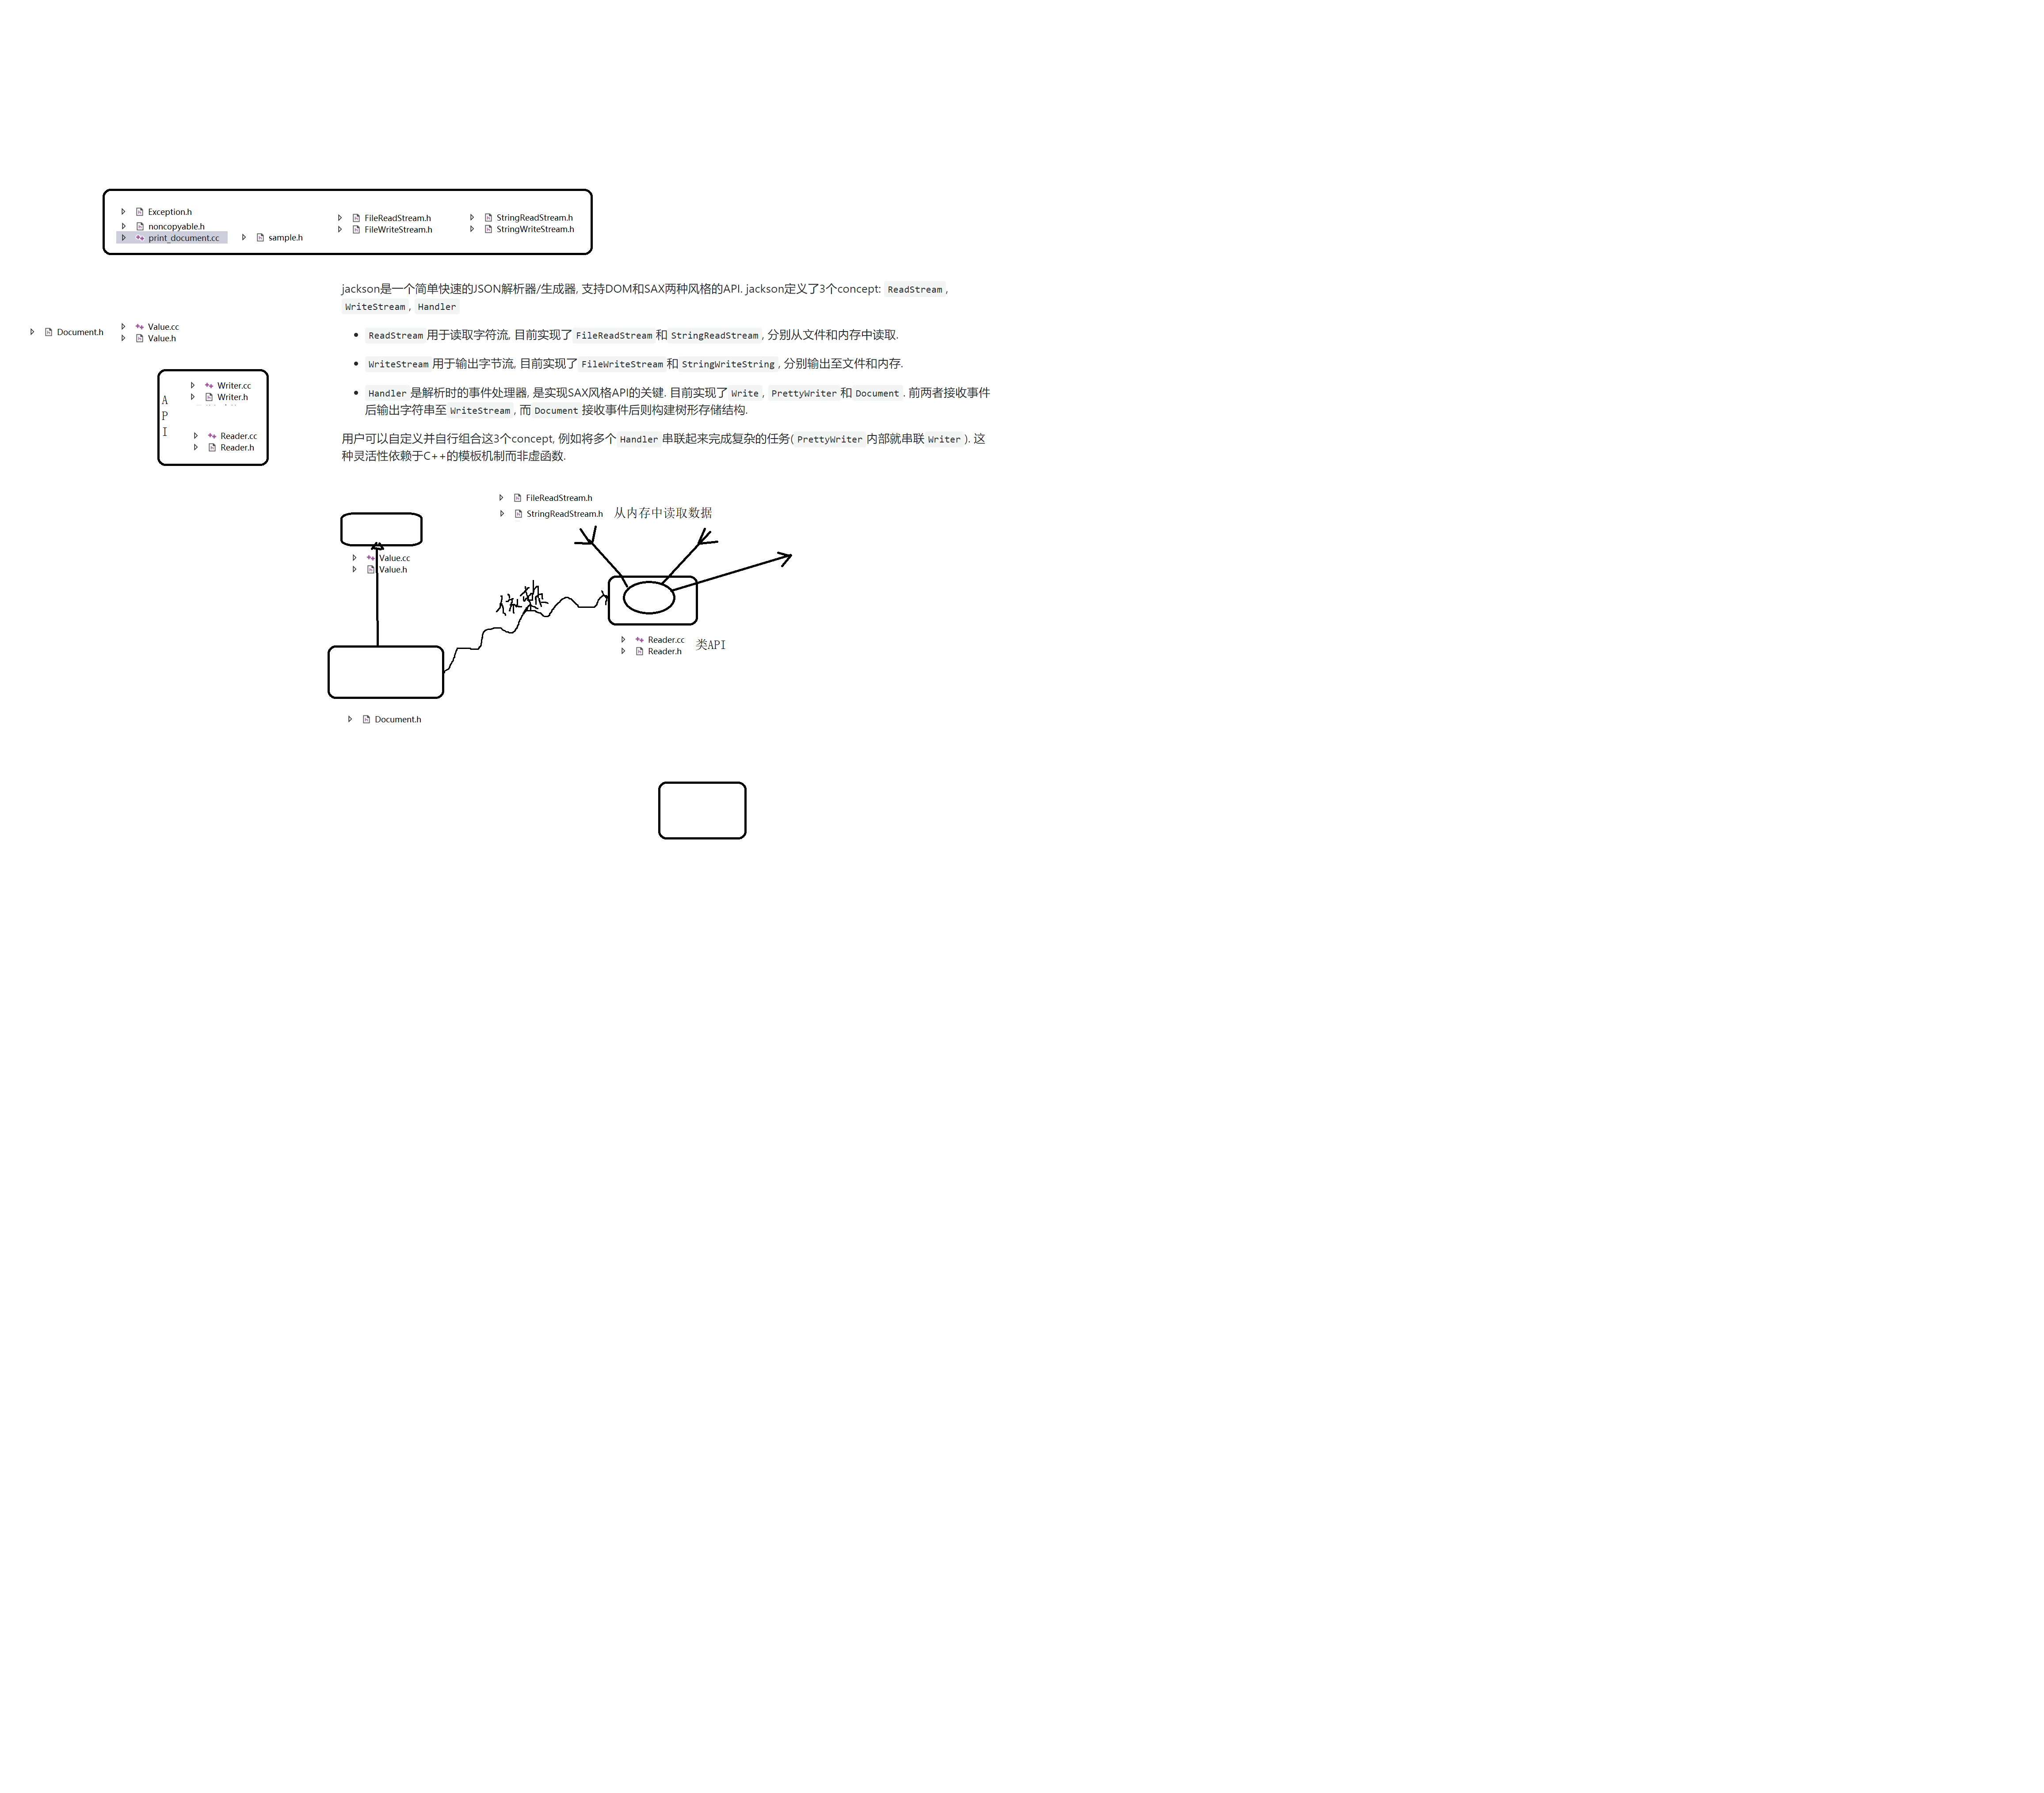 Exception.h
noncopyable.h
print_document.cc
sample.h
FileReadStream.h
FileWriteStream.h
StringReadStream.h
StringWriteStream.h
jackson是一个简单快速的JSON解析器/生成器, 支持DOM和SAX两种风格的API. jackson定义了3个concept: ReadStream,
WriteStream, Handler
ReadStream 用于读取字符流, 目前实现了 FileReadStream 和 StringReadStream, 分别从文件和内存中读取.
WriteStream 用于输出字节流, 目前实现了 FileWriteStream 和 StringWriteString, 分别输出至文件和内存.
Handler 是解析时的事件处理器, 是实现SAX风格API的关键. 目前实现了 Write, PrettyWriter 和 Document. 前两者接收事件
后输出字符串至 WriteStream, 而 Document 接收事件后则构建树形存储结构.
用户可以自定义并自行组合这3个concept, 例如将多个 Handler 串联起来完成复杂的任务( PrettyWriter 内部就串联 Writer ). 这
种灵活性依赖于C++的模板机制而非虚函数.
Document.h
Value.cc
Value.h
API
Writer.cc
Writer.h
Reader.cc
Reader.h
FileReadStream.h
StringReadStream.h
从内存中读取数据
Value.cc
Value.h
依赖
Reader.cc
Reader.h
类API
Document.h